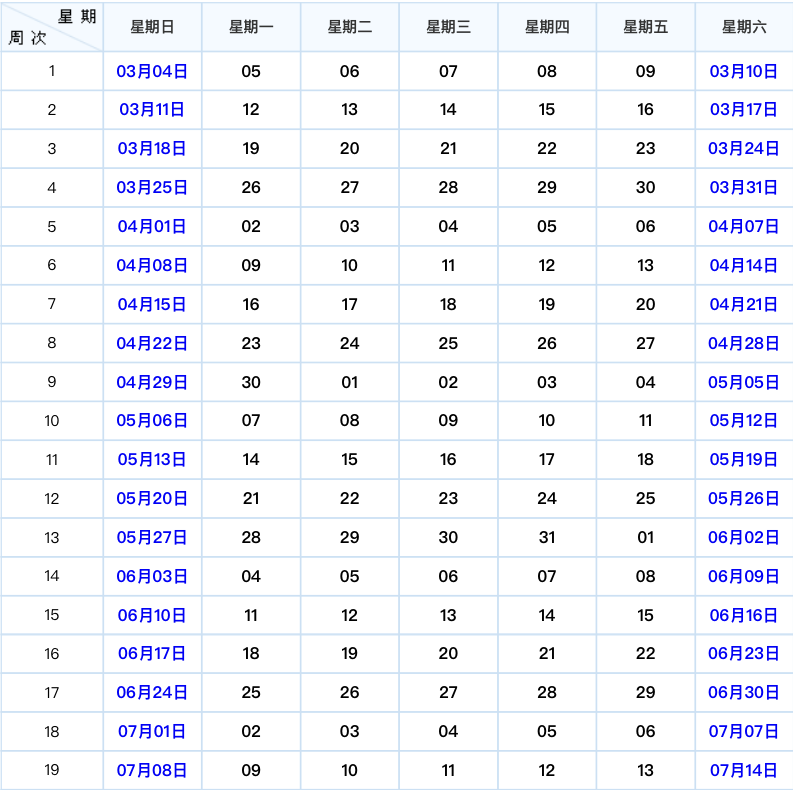 星 期
周 次
星期日 星期一 星期二 星期三 星期四 星期五 星期六
1 03月04日 05 06 07 08 09 03月10日
2 03月11日 12 13 14 15 16 03月17日
3 03月18日 19 20 21 22 23 03月24日
4 03月25日 26 27 28 29 30 03月31日
5 04月01日 02 03 04 05 06 04月07日
6 04月08日 09 10 11 12 13 04月14日
7 04月15日 16 17 18 19 20 04月21日
8 04月22日 23 24 25 26 27 04月28日
9 04月29日 30 01 02 03 04 05月05日
10 05月06日 07 08 09 10 11 05月12日
11 05月13日 14 15 16 17 18 05月19日
12 05月20日 21 22 23 24 25 05月26日
13 05月27日 28 29 30 31 01 06月02日
14 06月03日 04 05 06 07 08 06月09日
15 06月10日 11 12 13 14 15 06月16日
16 06月17日 18 19 20 21 22 06月23日
17 06月24日 25 26 27 28 29 06月30日
18 07月01日 02 03 04 05 06 07月07日
19 07月08日 09 10 11 12 13 07月14日